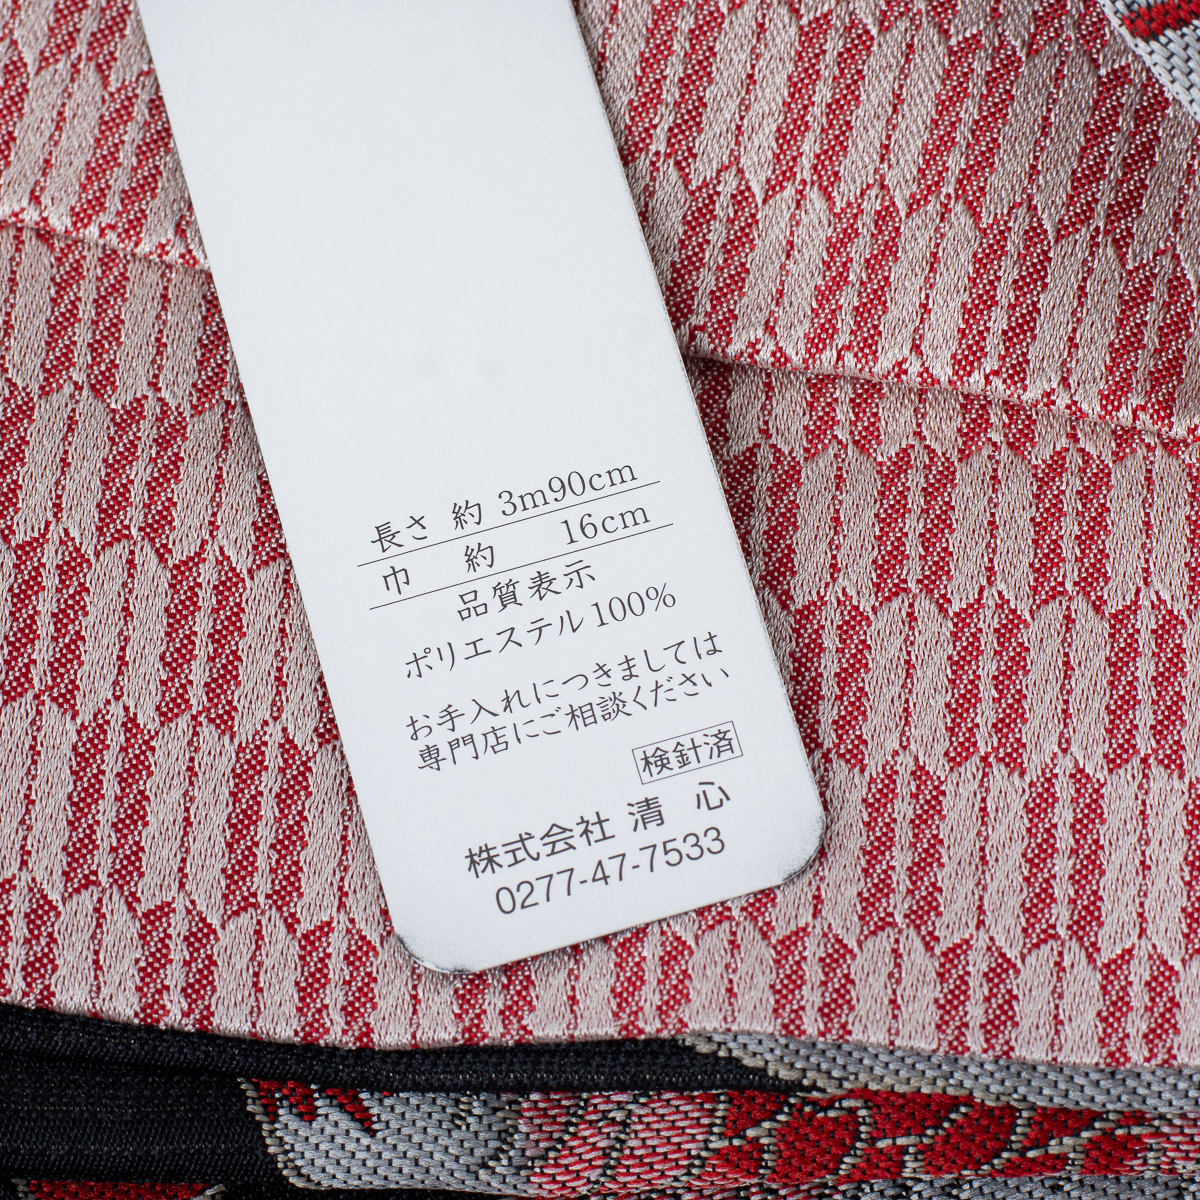 長さ 約 3m90cm
巾 約 16cm
品質表示
ポリエステル100%
お手入れにつきましては
専門店にご相談ください
検針済
株式会社 清 心
0277-47-7533